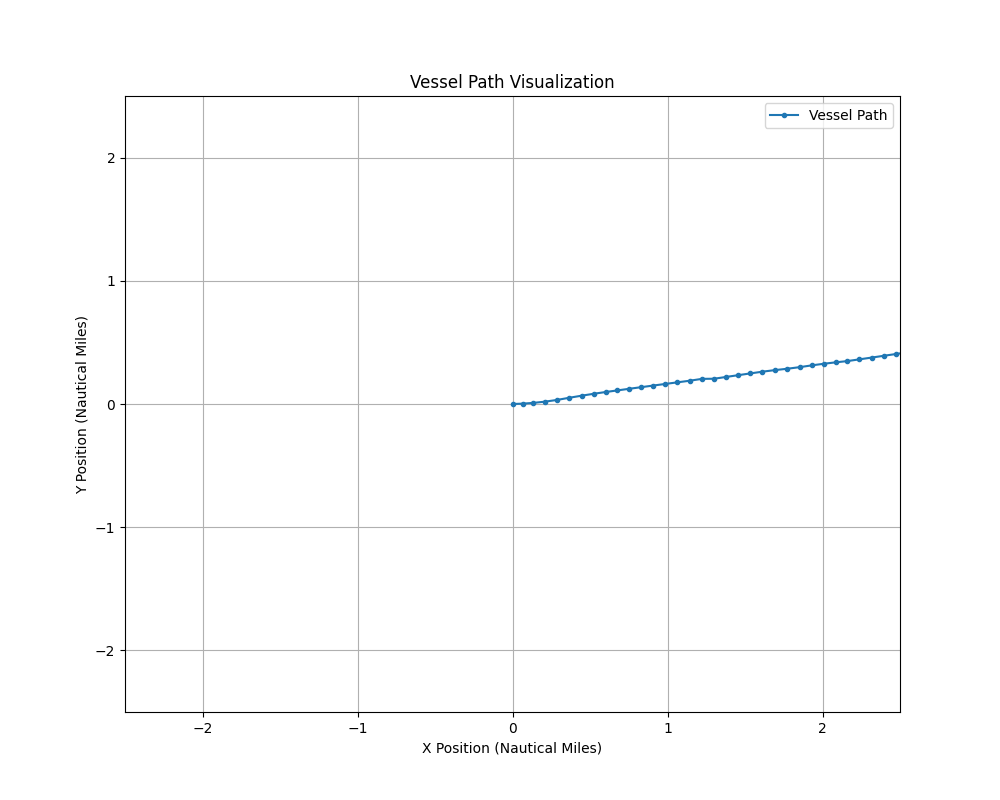 Vessel Path Visualization
Vessel Path
2
1
0
−1
−2
−2
−1
0
1
2
Y Position (Nautical Miles)
X Position (Nautical Miles)